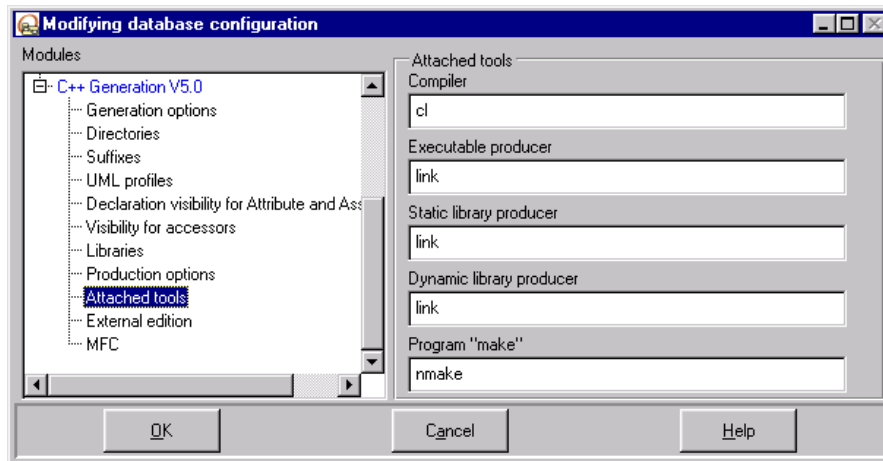 Modifying database configuration
Modules
C++ Generation V5.0
Generation options
Directories
Suffixes
UML profiles
Declaration visibility for Attribute and Ass
Visibility for accessors
Libraries
Production options
Attached tools
External edition
MFC
Attached tools
Compiler
cl
Executable producer
link
Static library producer
link
Dynamic library producer
link
Program "make"
nmake
OK
Cancel
Help